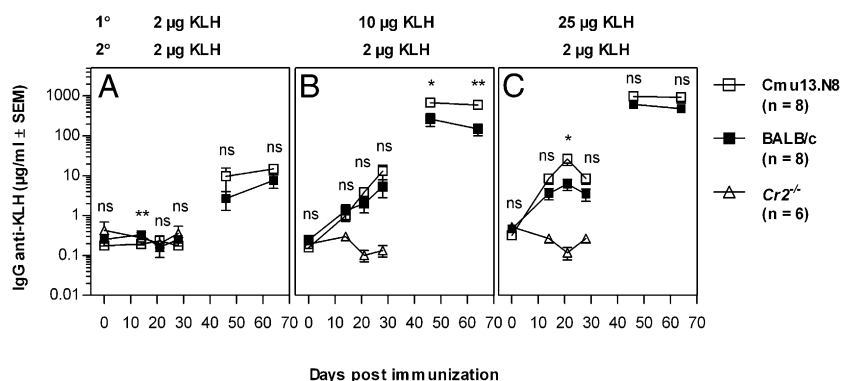 1° 2 µg KLH 10 µg KLH 25 µg KLH
2° 2 µg KLH 2 µg KLH 2 µg KLH
A B C
IgG anti-KLH (µg/ml ± SEM)
1000
100
10
1
0.1
0.01
ns ** ns ns ns ns
ns ns ns ns * **
ns ns * ns ns ns
0 10 20 30 40 50 60 70
0 10 20 30 40 50 60 70
0 10 20 30 40 50 60 70
Days post immunization
Cmu13.N8
(n = 8)
BALB/c
(n = 8)
Cr2-/-
(n = 6)